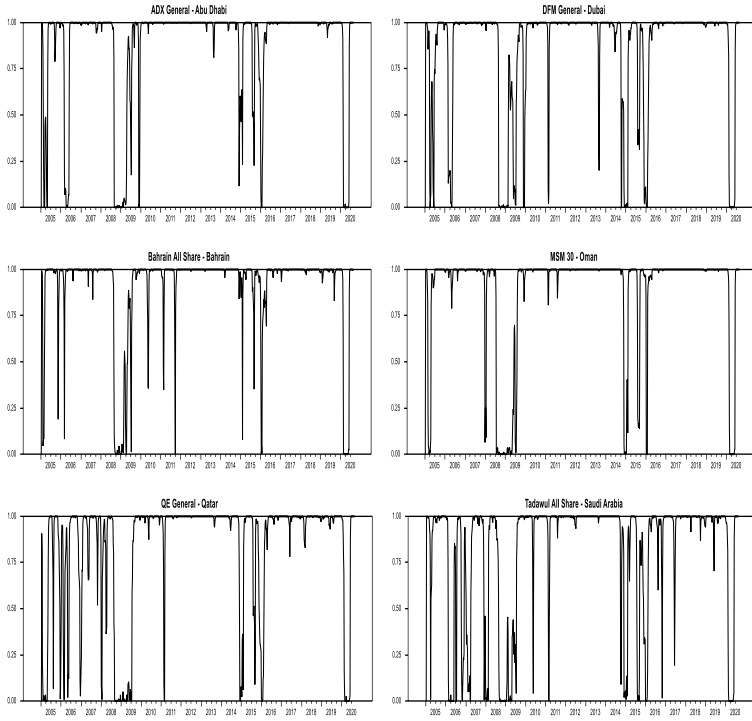 ADX General - Abu Dhabi
1.00
0.75
0.50
0.25
0.00
2005 2006 2007 2008 2009 2010 2011 2012 2013 2014 2015 2016 2017 2018 2019 2020
DFM General - Dubai
1.00
0.75
0.50
0.25
0.00
2005 2006 2007 2008 2009 2010 2011 2012 2013 2014 2015 2016 2017 2018 2019 2020
Bahrain All Share - Bahrain
1.00
0.75
0.50
0.25
0.00
2005 2006 2007 2008 2009 2010 2011 2012 2013 2014 2015 2016 2017 2018 2019 2020
MSM 30 - Oman
1.00
0.75
0.50
0.25
0.00
2005 2006 2007 2008 2009 2010 2011 2012 2013 2014 2015 2016 2017 2018 2019 2020
QE General - Qatar
1.00
0.75
0.50
0.25
0.00
2005 2006 2007 2008 2009 2010 2011 2012 2013 2014 2015 2016 2017 2018 2019 2020
Tadawul All Share - Saudi Arabia
1.00
0.75
0.50
0.25
0.00
2005 2006 2007 2008 2009 2010 2011 2012 2013 2014 2015 2016 2017 2018 2019 2020